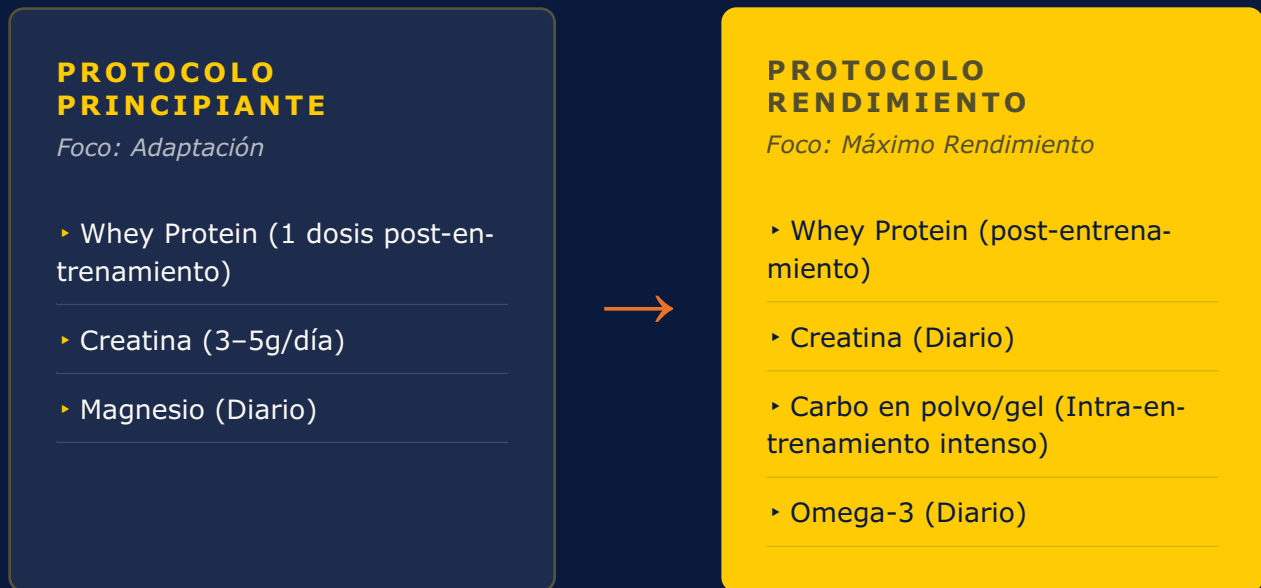 PROTOCOLO
PRINCIPIANTE
Foco: Adaptación
‣ Whey Protein (1 dosis post-en-
trenamiento)
‣ Creatina (3–5g/día)
‣ Magnesio (Diario)
→
PROTOCOLO
RENDIMIENTO
Foco: Máximo Rendimiento
‣ Whey Protein (post-entrena-
miento)
‣ Creatina (Diario)
‣ Carbo en polvo/gel (Intra-en-
trenamiento intenso)
‣ Omega-3 (Diario)